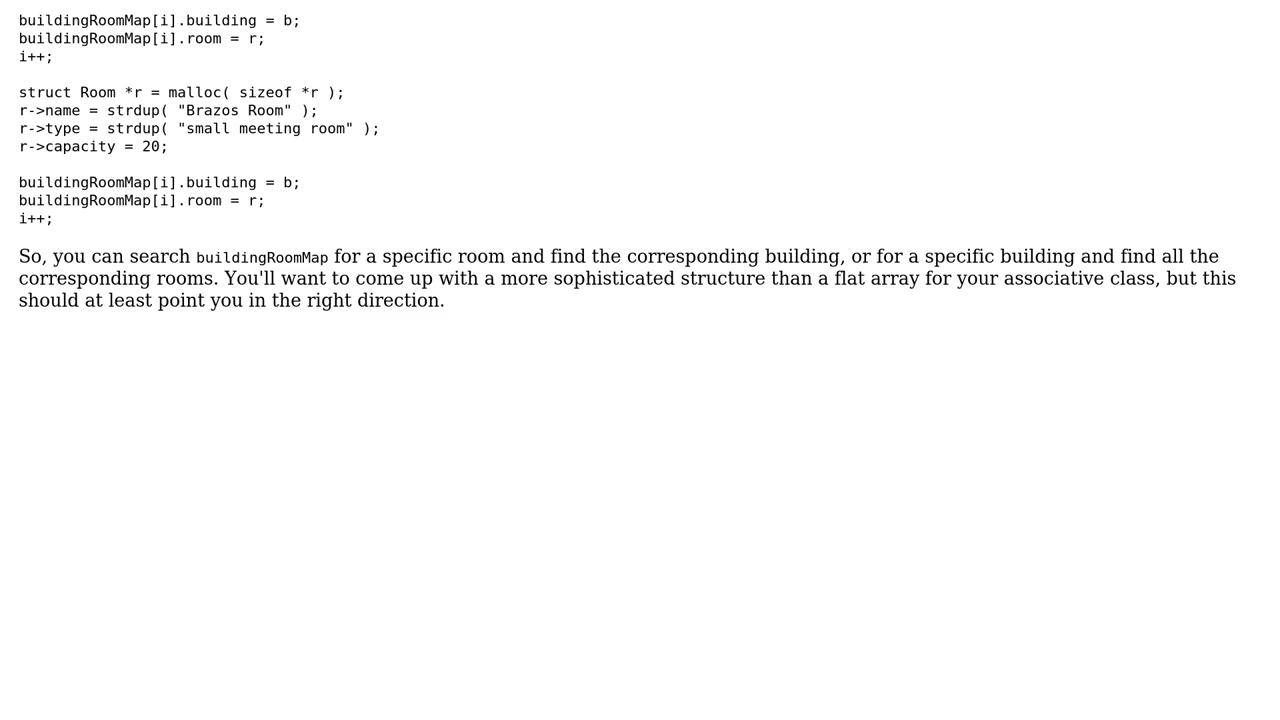 buildingRoomMap[i].building = b;
buildingRoomMap[i].room = r;
i++;

struct Room *r = malloc( sizeof *r );
r->name = strdup( "Brazos Room" );
r->type = strdup( "small meeting room" );
r->capacity = 20;

buildingRoomMap[i].building = b;
buildingRoomMap[i].room = r;
i++;

So, you can search buildingRoomMap for a specific room and find the corresponding building, or for a specific building and find all the
corresponding rooms. You'll want to come up with a more sophisticated structure than a flat array for your associative class, but this
should at least point you in the right direction.